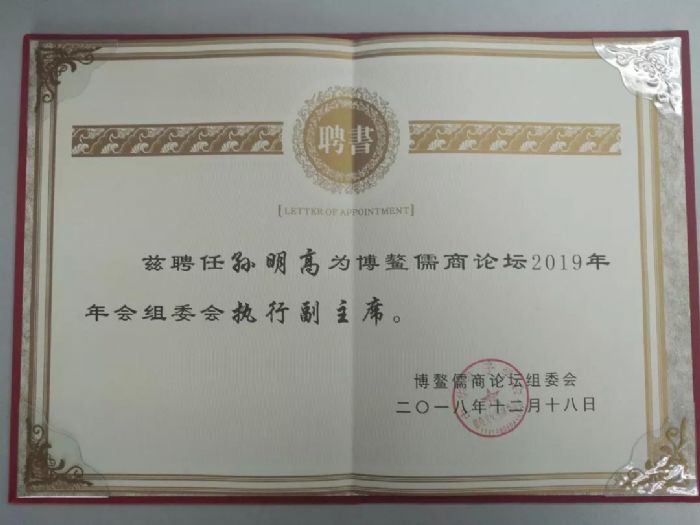 聘書
[LETTER OF APPOINTMENT]
兹聘任孙明高为博鳌儒商论坛2019年
年会组委会执行副主席。
博鳌儒商论坛组委会
二〇一八年十二月十八日